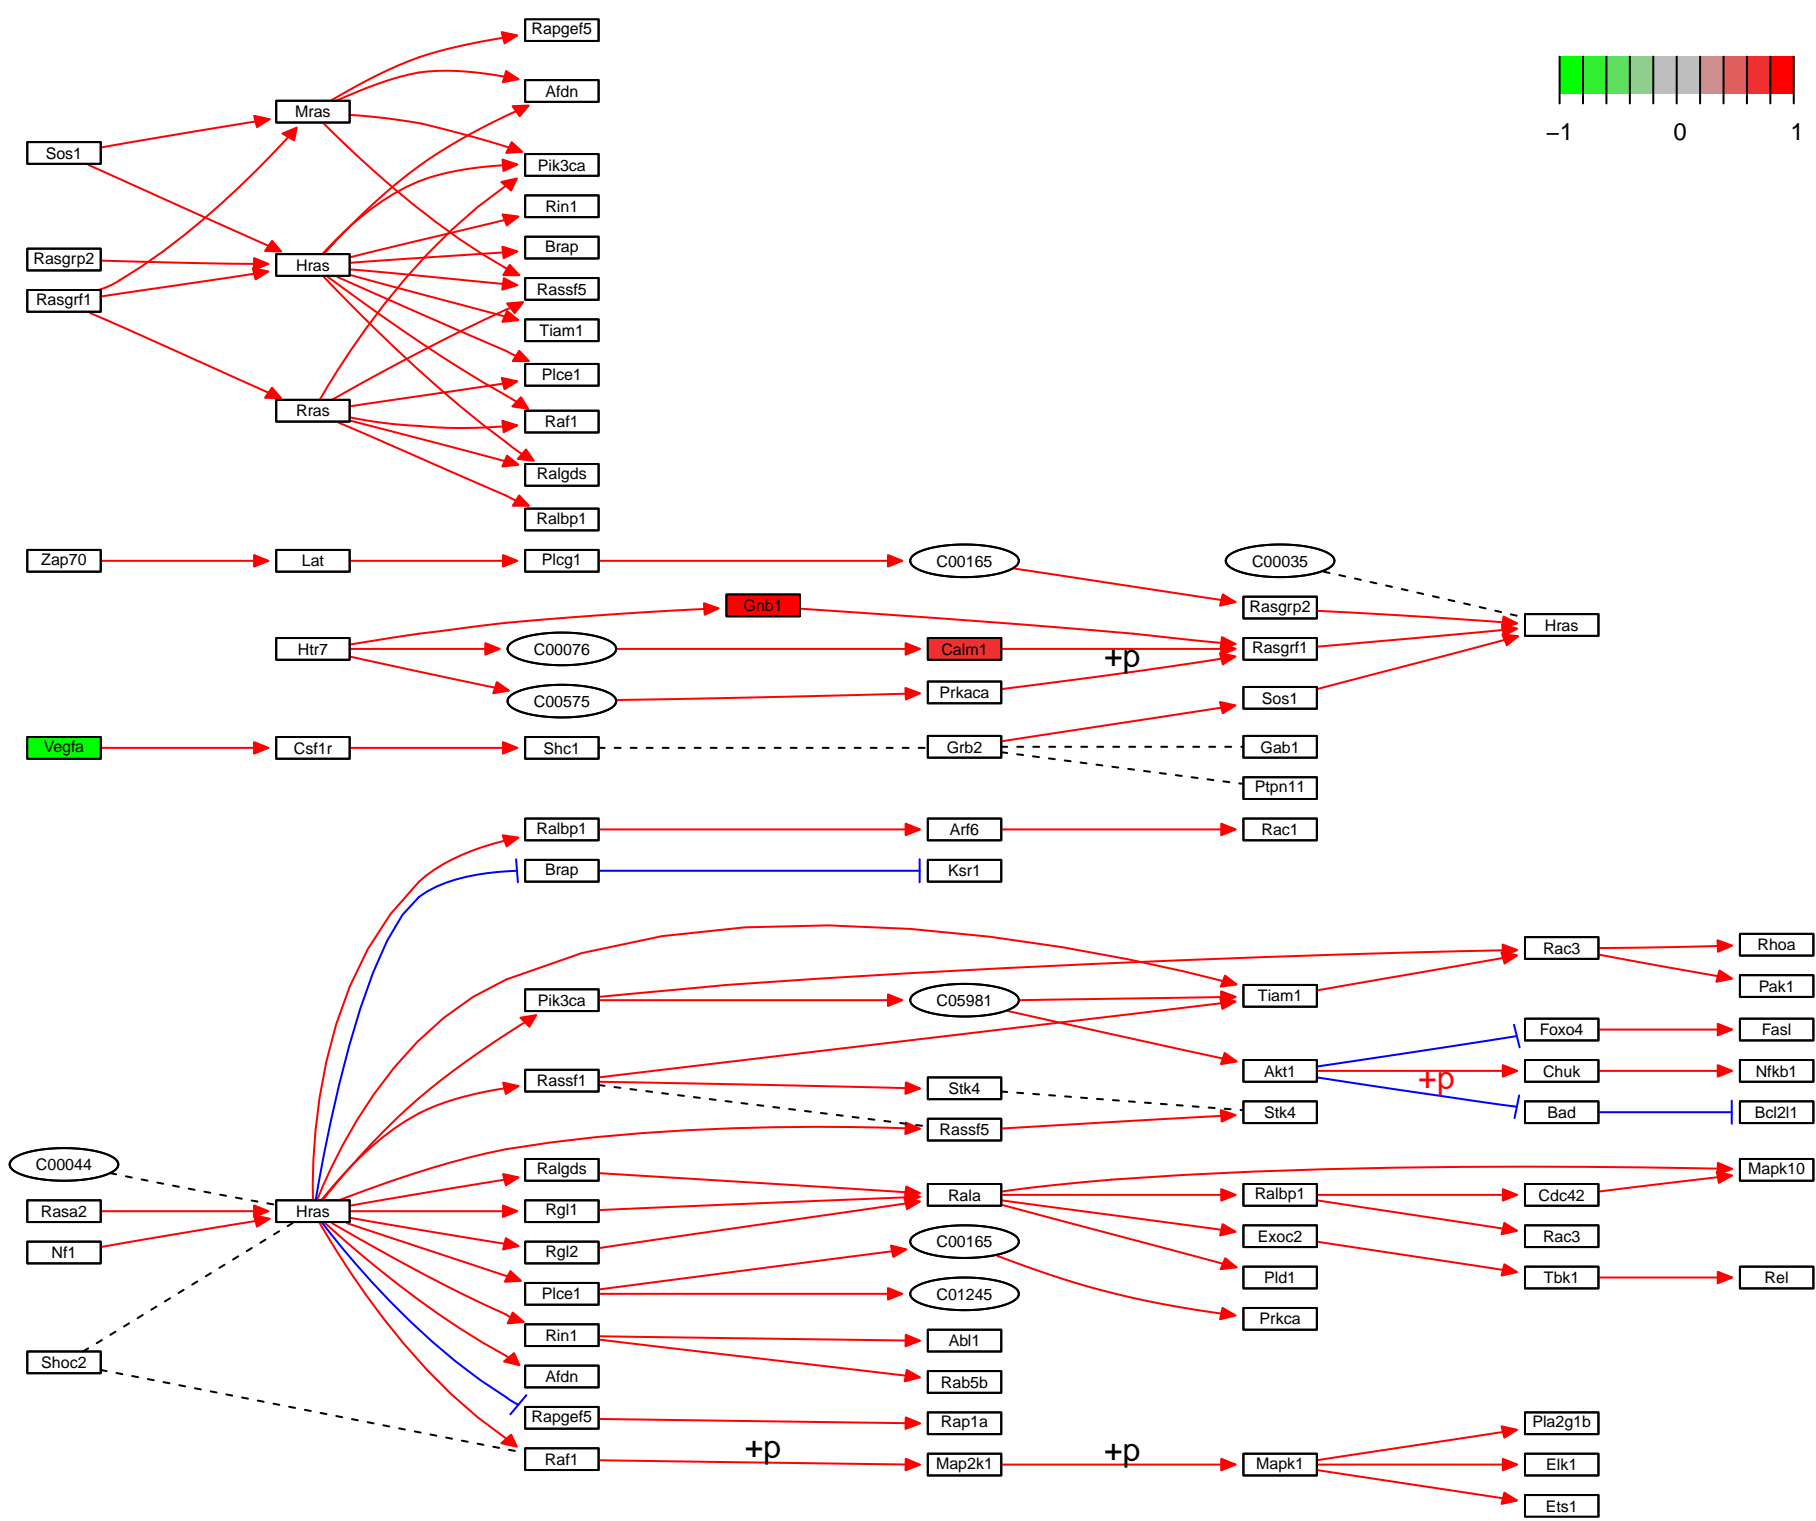 Rapgef5
Afdn
Mras
−1 0 1
Sos1
Pik3ca
Rin1
Brap
Rasgrp2
Hras
Rassf5
Rasgrf1
Tiam1
Plce1
Rras
Raf1
Ralgds
Ralbp1
Zap70 Lat Plcg1 C00165 C00035
Gnb1 Rasgrp2
Hras
Htr7 C00076 Calm1 +p Rasgrf1
C00575 Prkaca Sos1
Vegfa Csf1r Shc1 Grb2 Gab1
Ptpn11
Ralbp1 Arf6 Rac1
Brap Ksr1
Rac3 Rhoa
Pik3ca C05981 Tiam1 Pak1
Foxo4 Fasl
Rassf1 Stk4 Akt1 +p Chuk Nfkb1
Rassf5 Stk4 Bad Bcl2l1
C00044 Ralgds Mapk10
Rala Ralbp1 Cdc42
Rasa2 Hras Rgl1
Nf1 Rgl2 C00165 Exoc2 Rac3
Plce1 C01245 Pld1 Tbk1 Rel
Prkca
Rin1 Abl1
Shoc2 Afdn Rab5b
Rapgef5 Rap1a Pla2g1b
Raf1 +p Map2k1 +p Mapk1 Elk1
Ets1